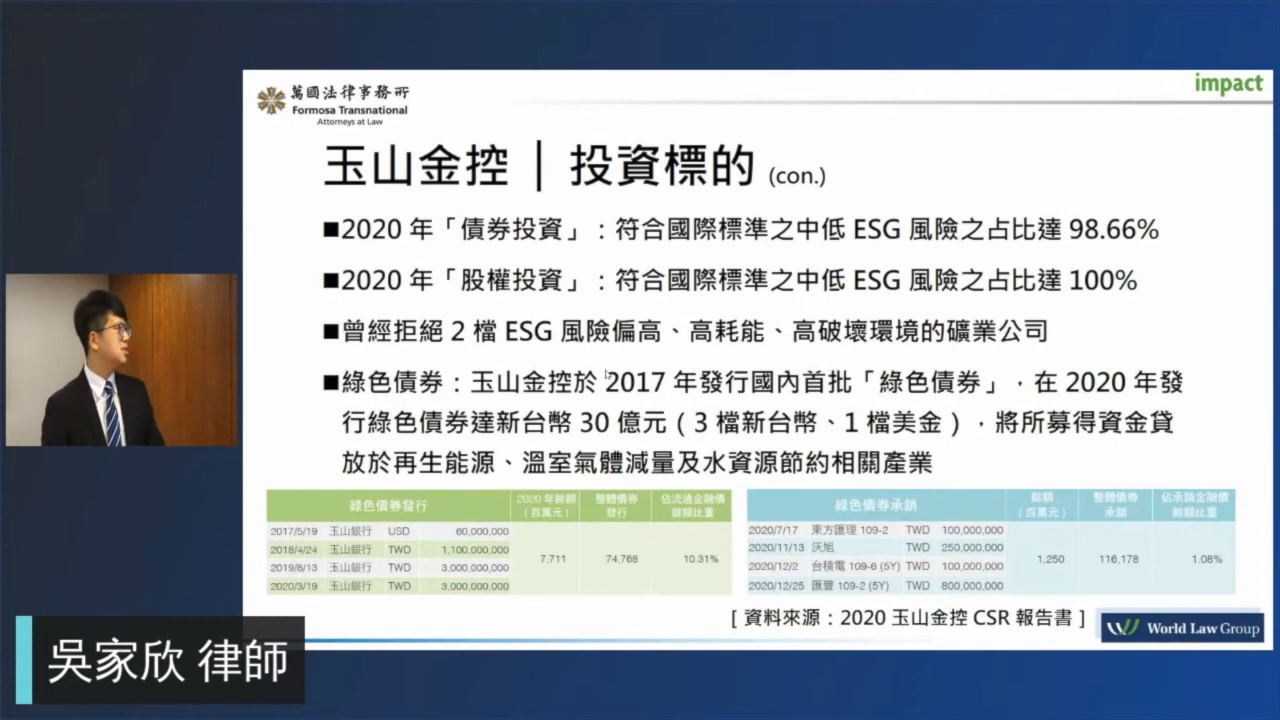 impact
萬國法律事務所
Formosa Transnational
Attorneys at Law
玉山金控 | 投資標的 (con.)
■2020 年「債券投資」:符合國際標準之中低 ESG 風險之占比達 98.66%
■2020 年「股權投資」:符合國際標準之中低 ESG 風險之占比達 100%
■曾經拒絕 2 檔 ESG 風險偏高、高耗能、高破壞環境的礦業公司
■綠色債券:玉山金控於 2017 年發行國內首批「綠色債券」,在 2020 年發
行綠色債券達新台幣 30 億元(3 檔新台幣、1 檔美金),將所募得資金貸
放於再生能源、溫室氣體減量及水資源節約相關產業
綠色債券發行 2020 年餘額(百萬元) 整體債券發行 佔流通金融債餘額比重
2017/5/19 玉山銀行 USD 60,000,000
2018/4/24 玉山銀行 TWD 1,100,000,000
2019/8/13 玉山銀行 TWD 3,000,000,000
2020/3/19 玉山銀行 TWD 3,000,000,000
7,711 74,768 10.31%
綠色債券承銷 餘額(百萬元) 整體債券承銷 佔承銷金融債餘額比重
2020/7/17 東方匯理 109-2 TWD 100,000,000
2020/11/13 沃旭 TWD 250,000,000
2020/12/2 台積電 109-6 (5Y) TWD 100,000,000
2020/12/25 匯豐 109-2 (5Y) TWD 800,000,000
1,250 116,178 1.08%
[ 資料來源:2020 玉山金控 CSR 報告書 ]
World Law Group
吳家欣 律師